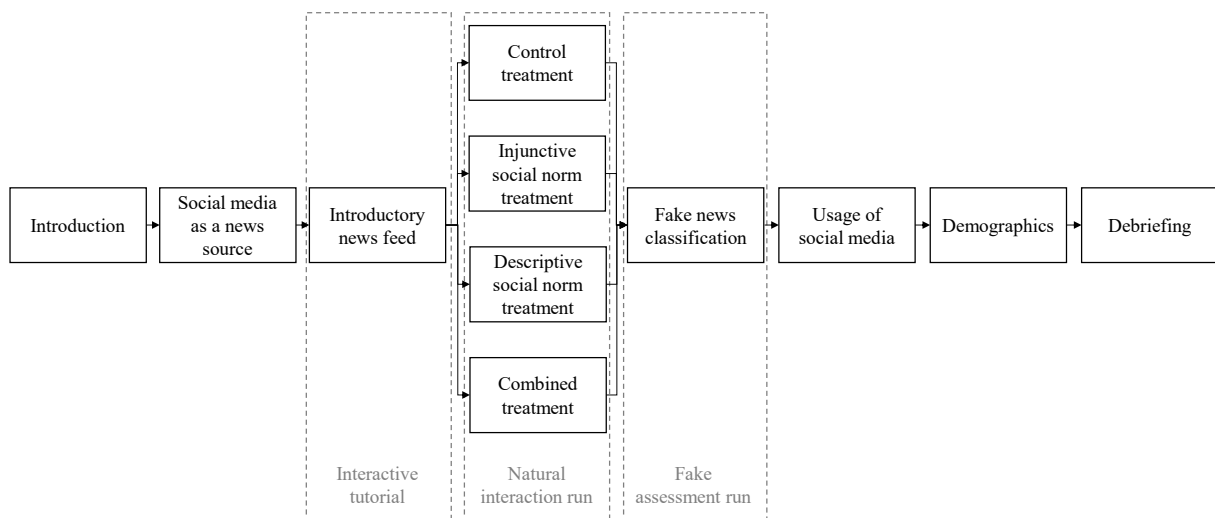 Introduction
Social media
as a news
source
Introductory
news feed
Control
treatment
Injunctive
social norm
treatment
Descriptive
social norm
treatment
Combined
treatment
Fake news
classification
Usage of
social media
Demographics
Debriefing
Interactive
tutorial
Natural
interaction run
Fake
assessment run